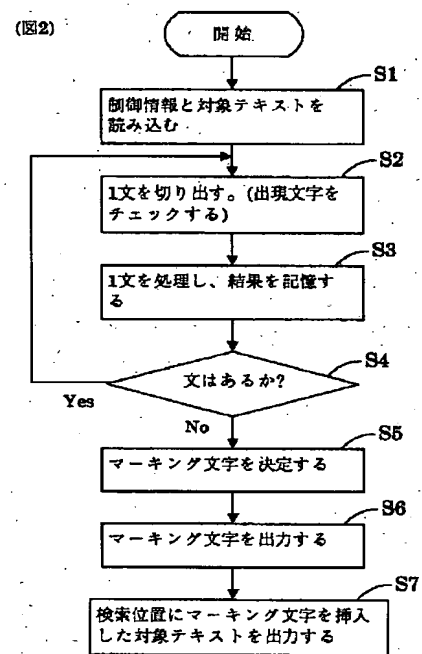 (図2)
開始
S1
制御情報と対象テキストを
読み込む
S2
1文を切り出す。(出現文字を
チェックする)
S3
1文を処理し、結果を記憶す
る
S4
文はあるか?
Yes
No
S5
マーキング文字を決定する
S6
マーキング文字を出力する
S7
検索位置にマーキング文字を挿入
した対象テキストを出力する